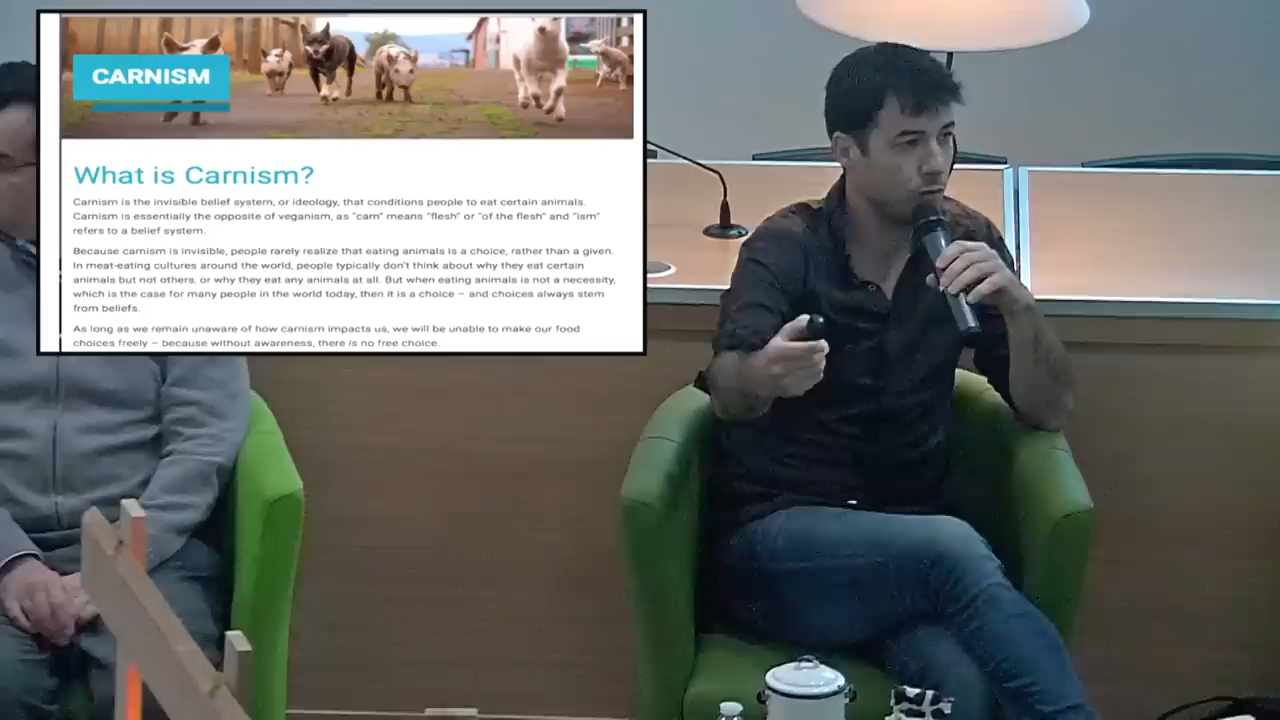 CARNISM
What is Carnism?
Carnism is the invisible belief system, or ideology, that conditions people to eat certain animals.
Carnism is essentially the opposite of veganism, as “carn” means “flesh” or “of the flesh” and “ism”
refers to a belief system.
Because carnism is invisible, people rarely realize that eating animals is a choice, rather than a given.
In meat-eating cultures around the world, people typically don’t think about why they eat certain
animals but not others, or why they eat any animals at all. But when eating animals is not a necessity,
which is the case for many people in the world today, then it is a choice – and choices always stem
from beliefs.
As long as we remain unaware of how carnism impacts us, we will be unable to make our food
choices freely – because without awareness, there is no free choice.